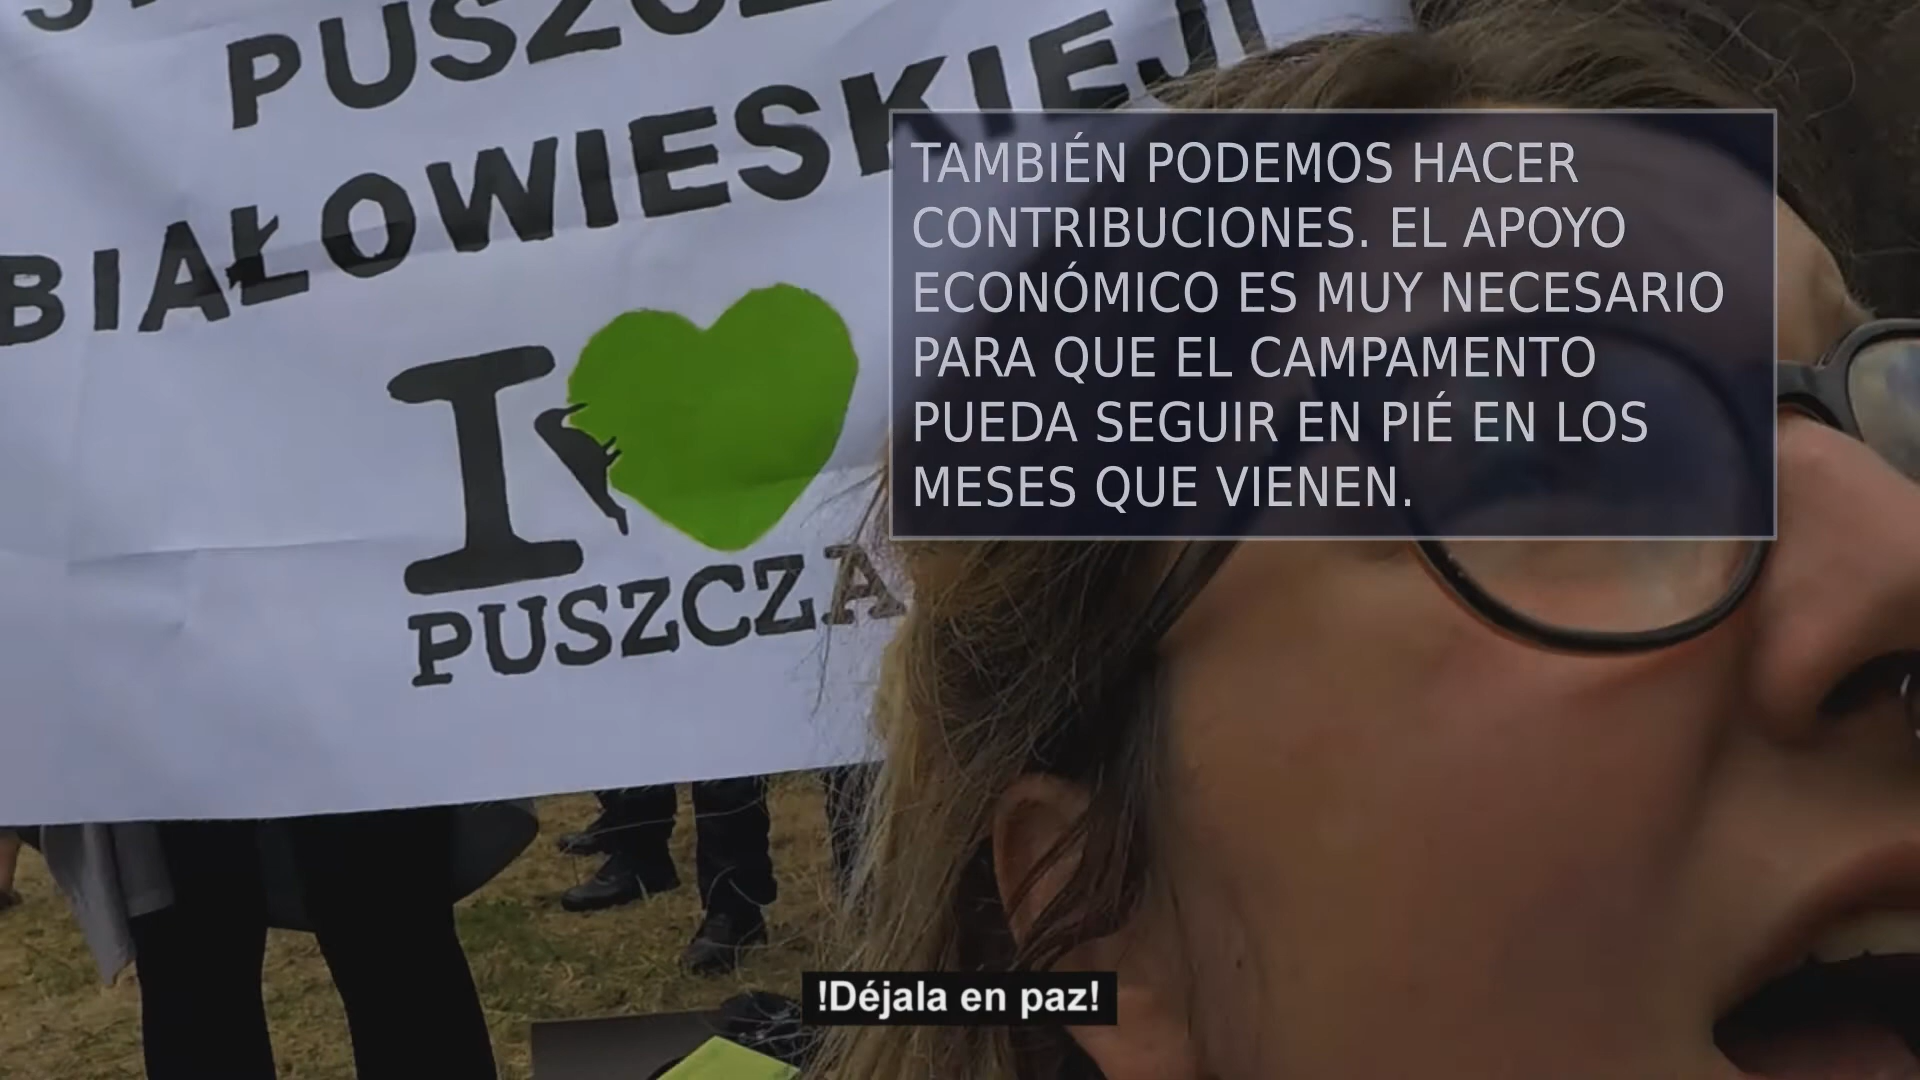 PUSZCZ
BIAŁOWIESKIEJ!
I
PUSZCZA
TAMBIÉN PODEMOS HACER
CONTRIBUCIONES. EL APOYO
ECONÓMICO ES MUY NECESARIO
PARA QUE EL CAMPAMENTO
PUEDA SEGUIR EN PIÉ EN LOS
MESES QUE VIENEN.
!Déjala en paz!